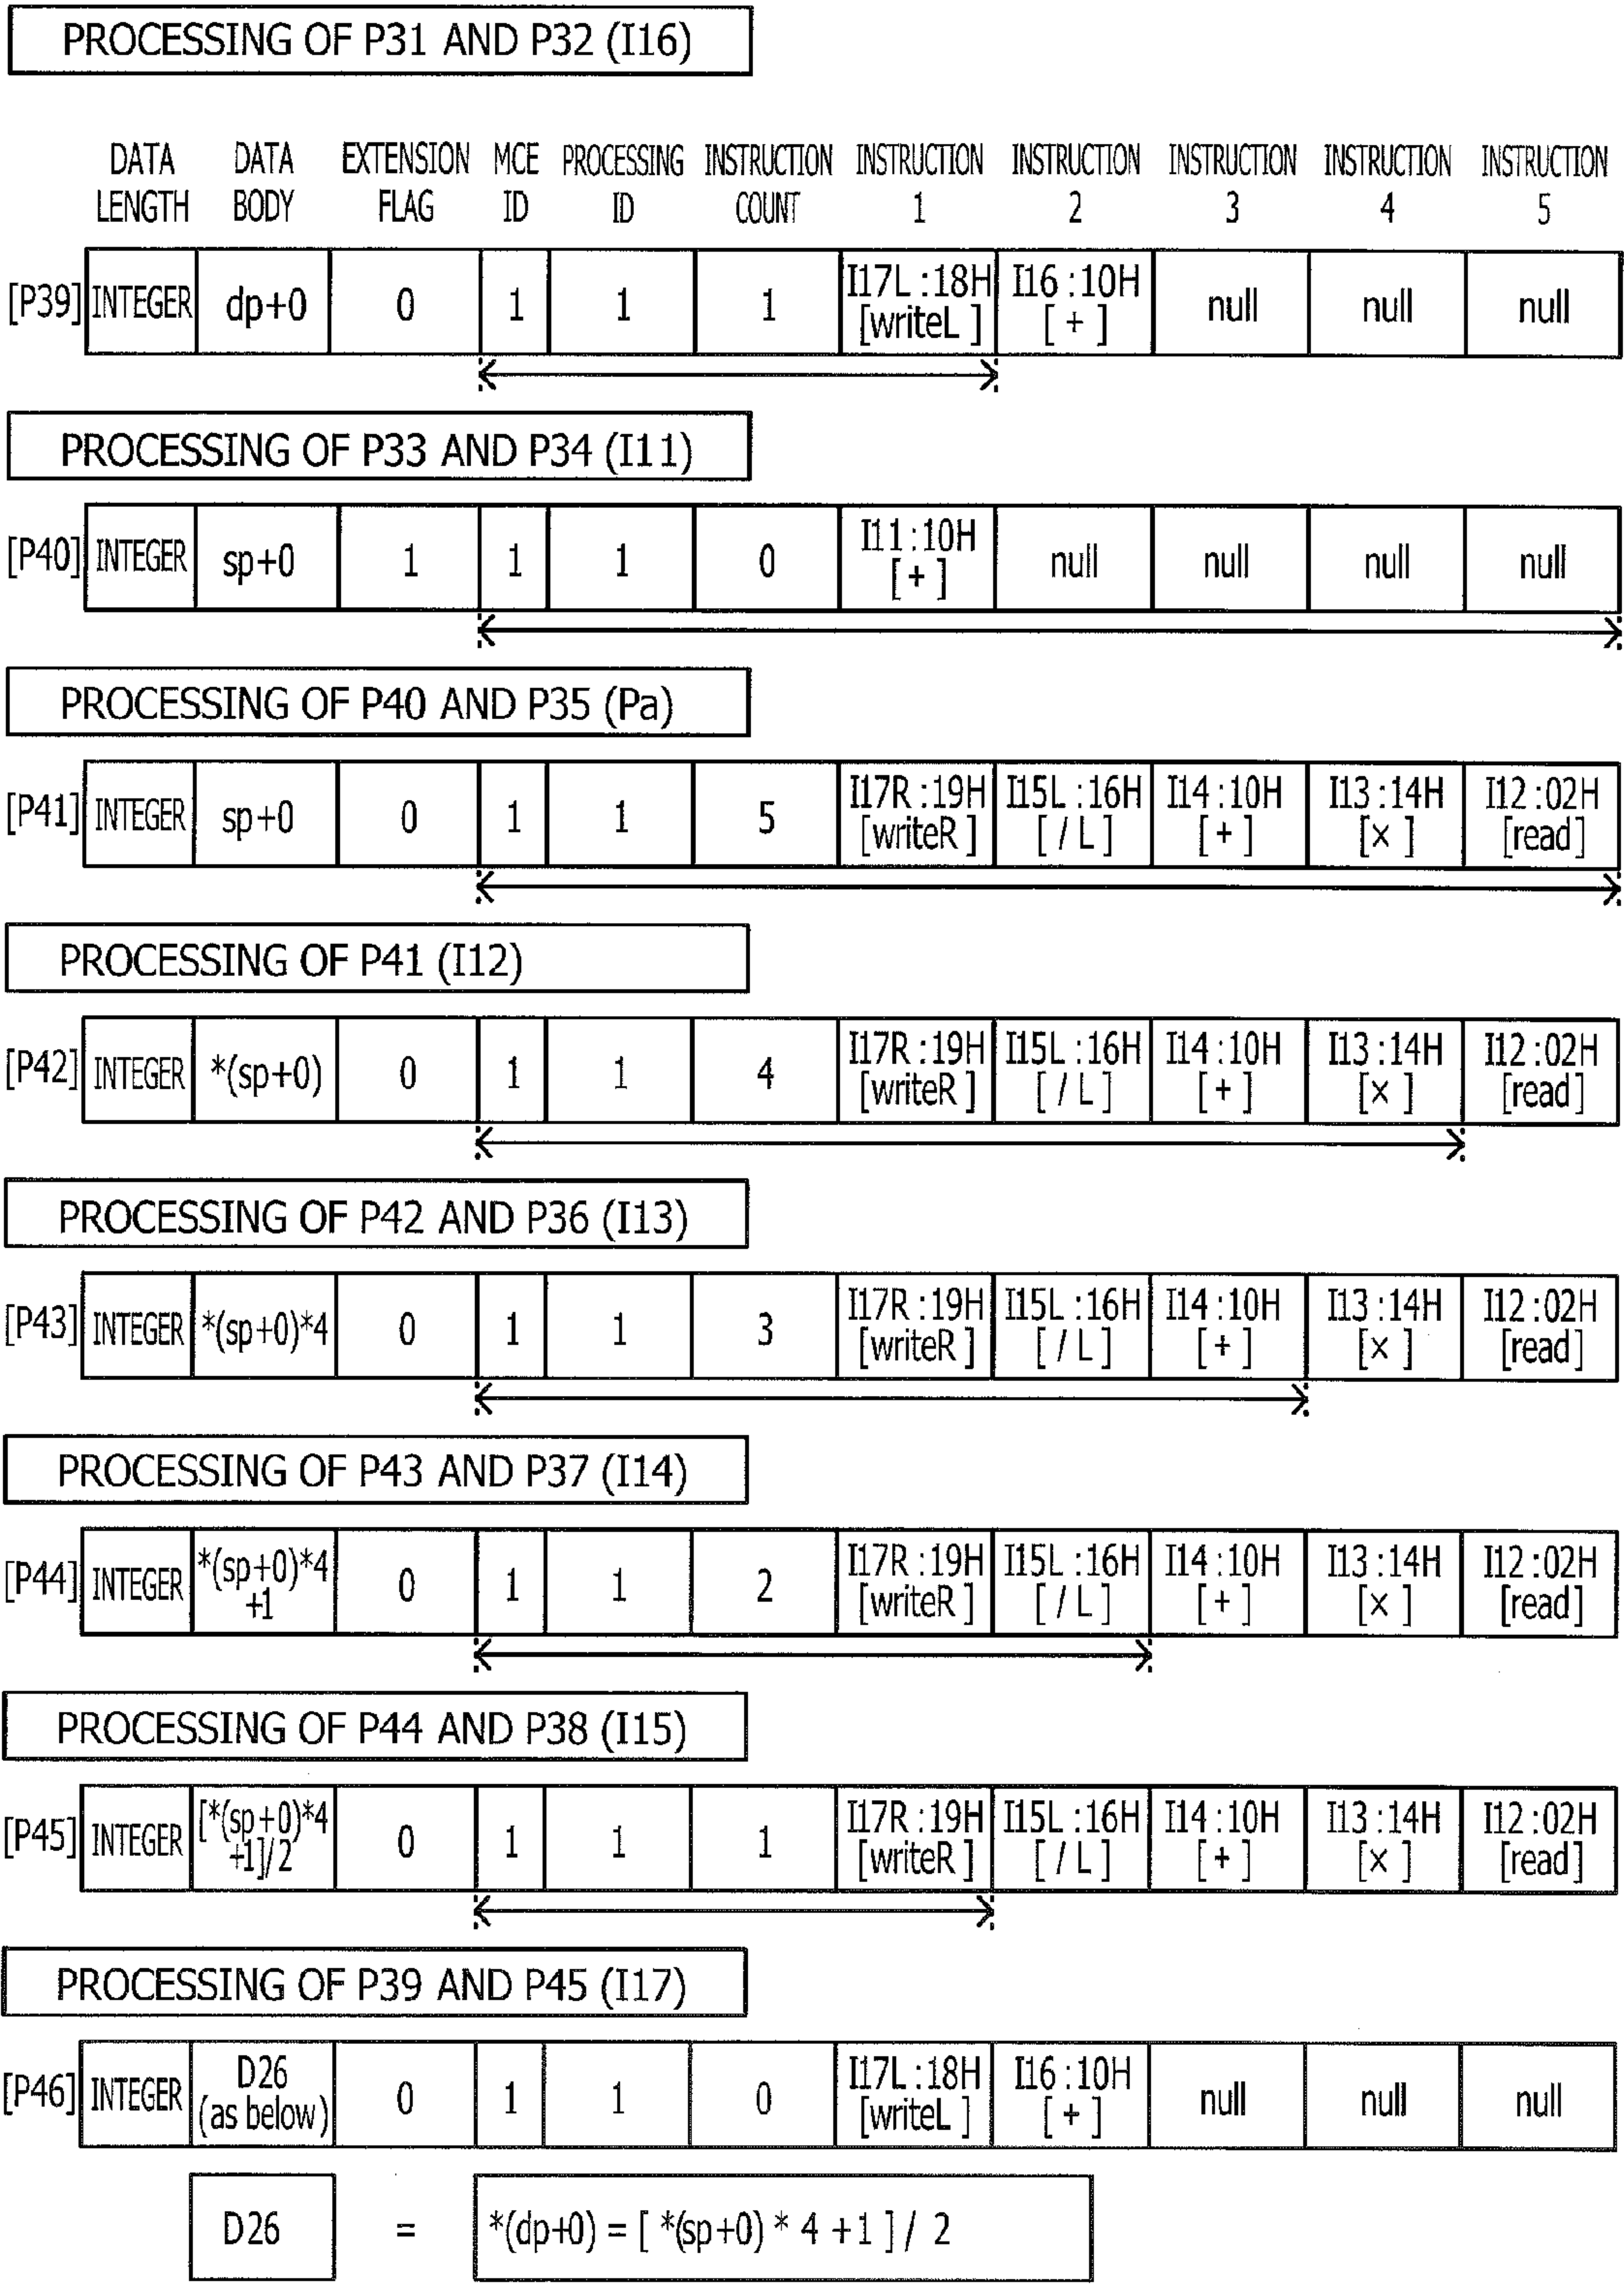 PROCESSING OF P31 AND P32 (I16)
DATA LENGTH DATA BODY EXTENSION FLAG MCE ID PROCESSING ID INSTRUCTION COUNT INSTRUCTION 1 INSTRUCTION 2 INSTRUCTION 3 INSTRUCTION 4 INSTRUCTION 5
[P39] INTEGER dp+0 0 1 1 1 I17L:18H [writeL] I16:10H [+] null null null
PROCESSING OF P33 AND P34 (I11)
[P40] INTEGER sp+0 1 1 1 0 I11:10H [+] null null null null
PROCESSING OF P40 AND P35 (Pa)
[P41] INTEGER sp+0 0 1 1 5 I17R:19H [writeR] I15L:16H [/L] I14:10H [+] I13:14H [×] I12:02H [read]
PROCESSING OF P41 (I12)
[P42] INTEGER *(sp+0) 0 1 1 4 I17R:19H [writeR] I15L:16H [/L] I14:10H [+] I13:14H [×] I12:02H [read]
PROCESSING OF P42 AND P36 (I13)
[P43] INTEGER *(sp+0)*4 0 1 1 3 I17R:19H [writeR] I15L:16H [/L] I14:10H [+] I13:14H [×] I12:02H [read]
PROCESSING OF P43 AND P37 (I14)
[P44] INTEGER *(sp+0)*4 +1 0 1 1 2 I17R:19H [writeR] I15L:16H [/L] I14:10H [+] I13:14H [×] I12:02H [read]
PROCESSING OF P44 AND P38 (I15)
[P45] INTEGER [*(sp+0)*4 +1]/2 0 1 1 1 I17R:19H [writeR] I15L:16H [/L] I14:10H [+] I13:14H [×] I12:02H [read]
PROCESSING OF P39 AND P45 (I17)
[P46] INTEGER D26 (as below) 0 1 1 0 I17L:18H [writeL] I16:10H [+] null null null
D26 = *(dp+0) = [ *(sp+0) * 4 +1 ] / 2